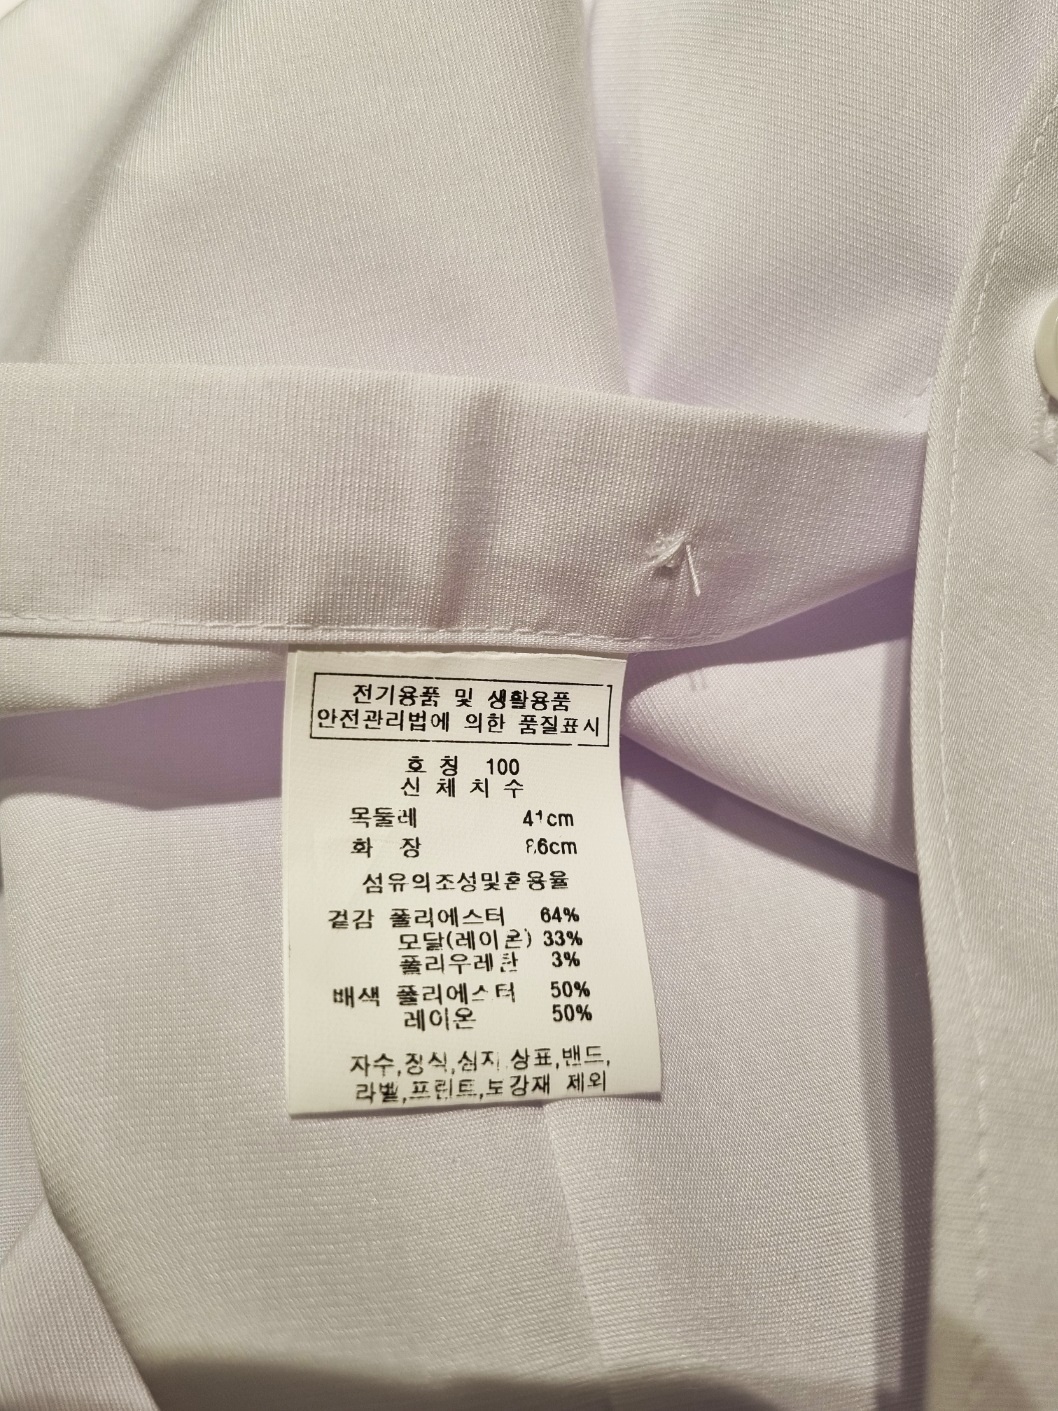 전기용품 및 생활용품
안전관리법에 의한 품질표시
호 칭 100
신 체 치 수
목둘레 41cm
화 장 86cm
섬유의조성및혼용율
겉감 폴리에스터 64%
모달(레이온) 33%
폴리우레탄 3%
배색 폴리에스터 50%
레이온 50%
자수,장식,심지,상표,밴드,
라벨,프린트,보강재 제외